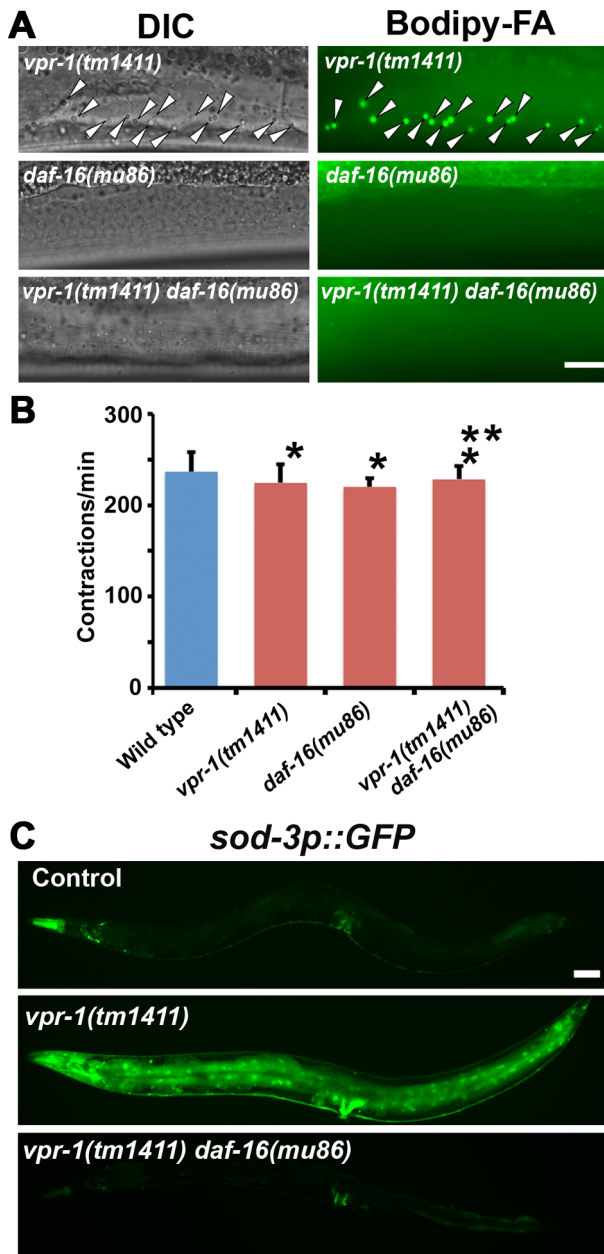 A
DIC
Bodipy-FA
vpr-1(tm1411)
vpr-1(tm1411)
daf-16(mu86)
daf-16(mu86)
vpr-1(tm1411) daf-16(mu86)
vpr-1(tm1411) daf-16(mu86)
B
Contractions/min
300
200
100
0
*
*
**
*
Wild type
vpr-1(tm1411)
daf-16(mu86)
vpr-1(tm1411)
daf-16(mu86)
C
sod-3p::GFP
Control
vpr-1(tm1411)
vpr-1(tm1411) daf-16(mu86)